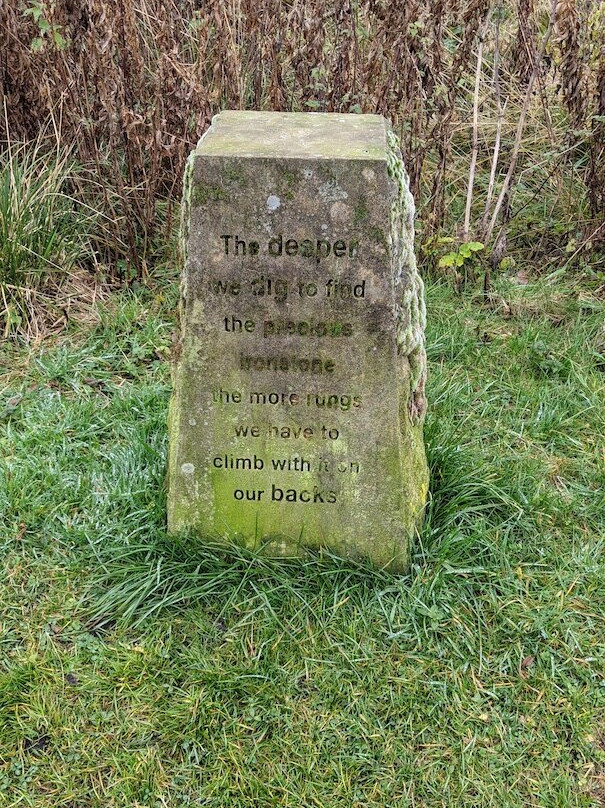 The deeper
we dig to find
the precious
ironstone
the more rungs
we have to
climb with it on
our backs